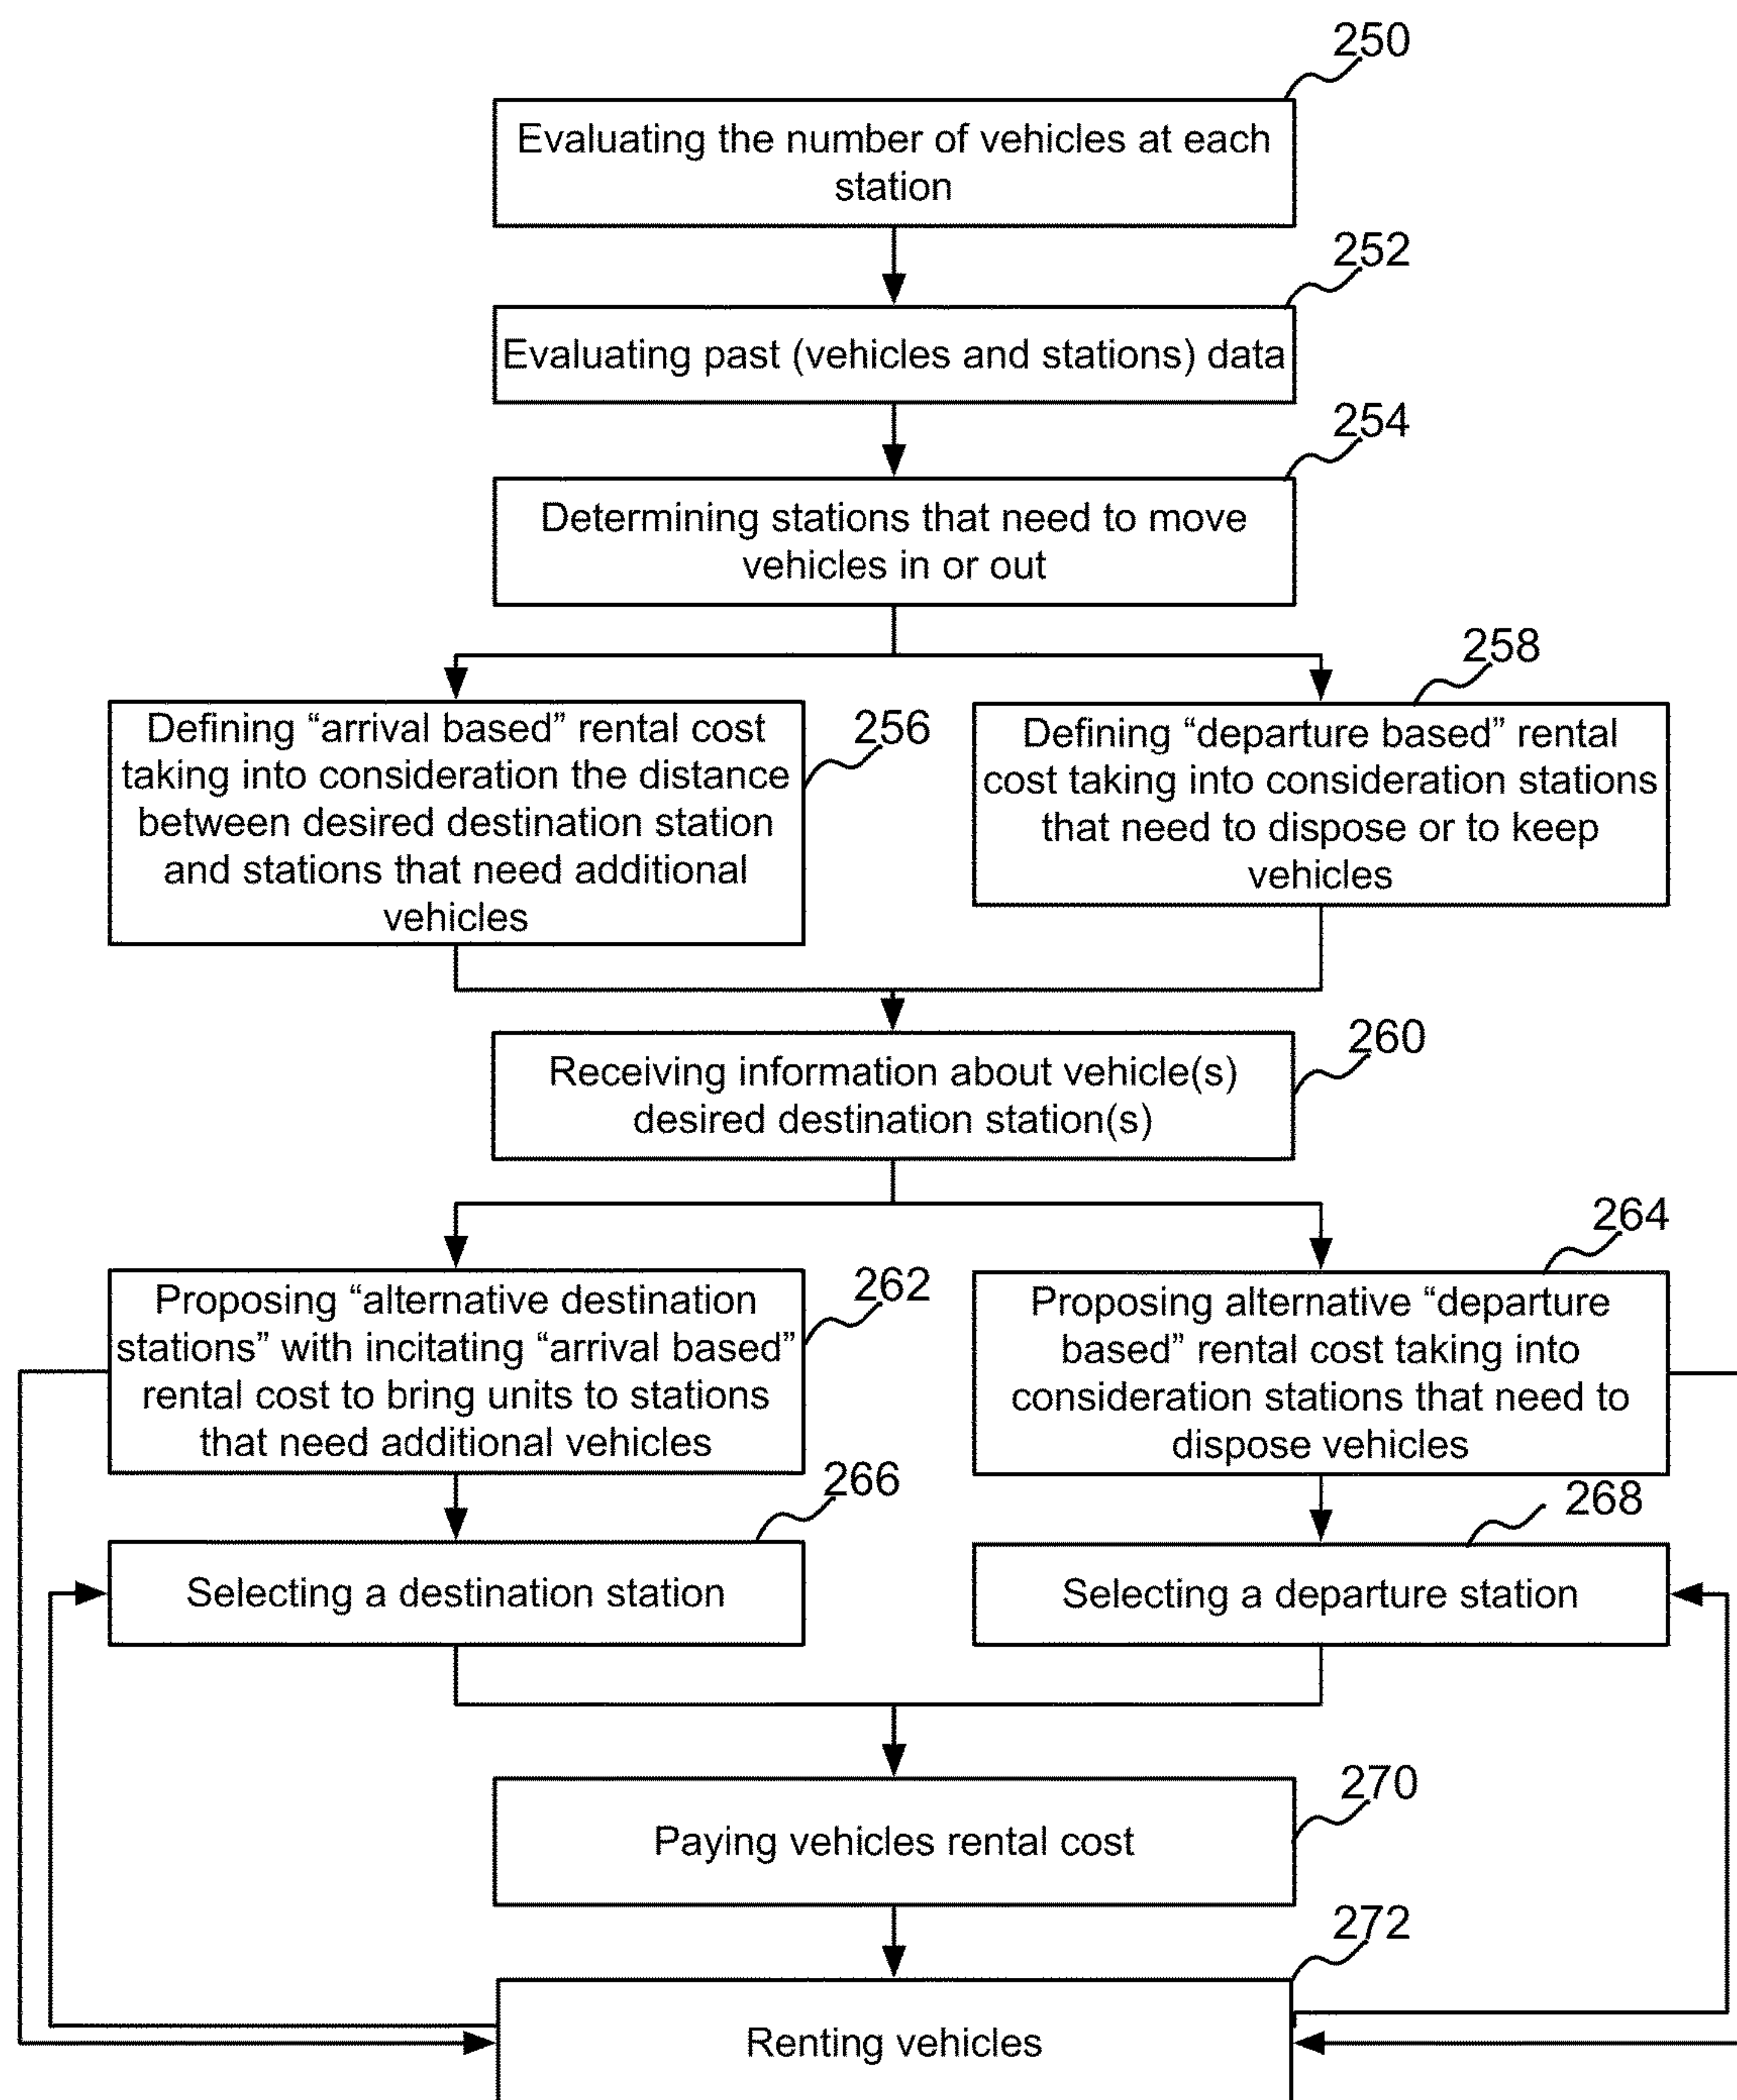 250
Evaluating the number of vehicles at each
station
252
Evaluating past (vehicles and stations) data
254
Determining stations that need to move
vehicles in or out
256
Defining “arrival based” rental cost
taking into consideration the distance
between desired destination station
and stations that need additional
vehicles
258
Defining “departure based” rental
cost taking into consideration stations
that need to dispose or to keep
vehicles
260
Receiving information about vehicle(s)
desired destination station(s)
262
Proposing “alternative destination
stations” with incitating “arrival based”
rental cost to bring units to stations
that need additional vehicles
264
Proposing alternative “departure
based” rental cost taking into
consideration stations that need to
dispose vehicles
266
Selecting a destination station
268
Selecting a departure station
270
Paying vehicles rental cost
272
Renting vehicles